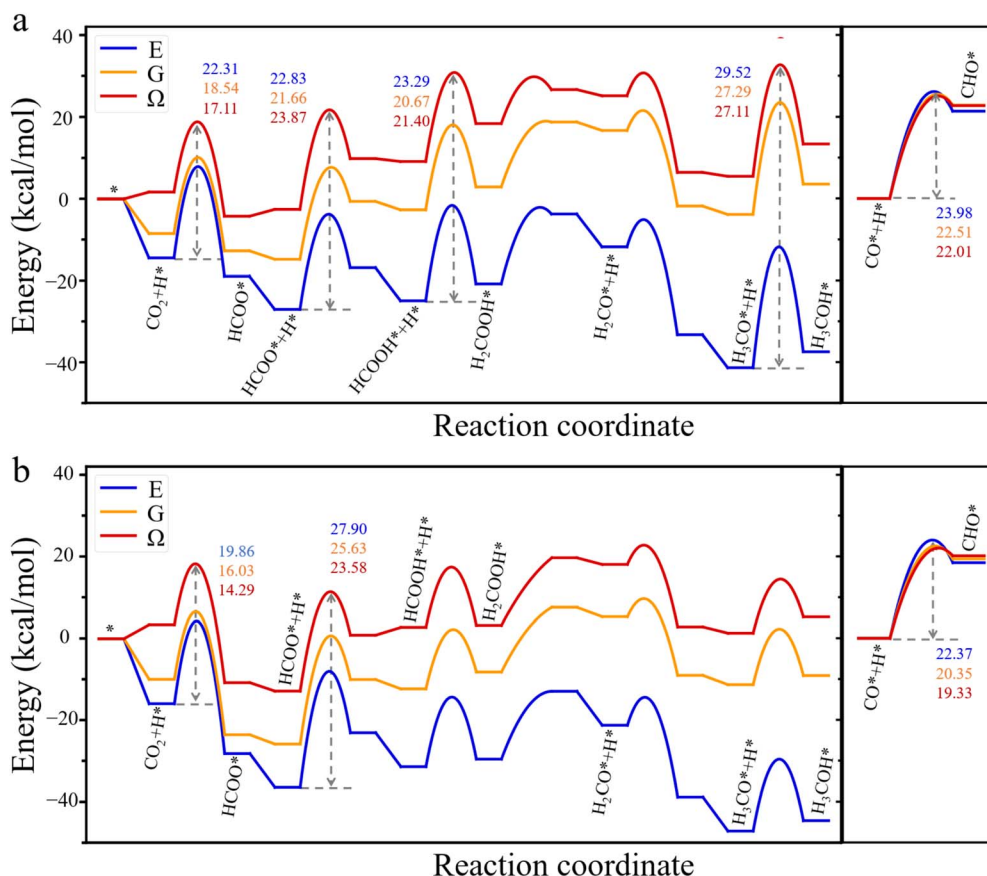 a
E
G
Ω
Energy (kcal/mol)
40
20
0
−20
−40
*
CO₂+H*
HCOO*
HCOO*+H*
HCOOH*+H*
H₂COOH*
H₂CO*+H*
H₃CO*+H*
H₃COH*
22.31
18.54
17.11
22.83
21.66
23.87
23.29
20.67
21.40
29.52
27.29
27.11
CO*+H*
CHO*
23.98
22.51
22.01
Reaction coordinate
b
E
G
Ω
Energy (kcal/mol)
40
20
0
−20
−40
*
CO₂+H*
HCOO*
HCOO*+H*
HCOOH*+H*
H₂COOH*
H₂CO*+H*
H₃CO*+H*
H₃COH*
19.86
16.03
14.29
27.90
25.63
23.58
CO*+H*
CHO*
22.37
20.35
19.33
Reaction coordinate